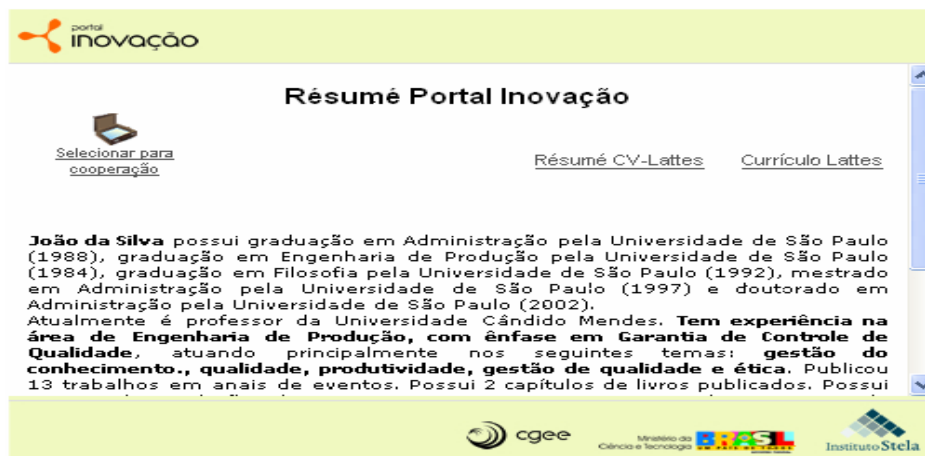 portal
inovação
Résumé Portal Inovação
Selecionar para
cooperação
Résumé CV-Lattes Currículo Lattes
João da Silva possui graduação em Administração pela Universidade de São Paulo
(1988), graduação em Engenharia de Produção pela Universidade de São Paulo
(1984), graduação em Filosofia pela Universidade de São Paulo (1992), mestrado
em Administração pela Universidade de São Paulo (1997) e doutorado em
Administração pela Universidade de São Paulo (2002).
Atualmente é professor da Universidade Cândido Mendes. Tem experiência na
área de Engenharia de Produção, com ênfase em Garantia de Controle de
Qualidade, atuando principalmente nos seguintes temas: gestão do
conhecimento., qualidade, produtividade, gestão de qualidade e ética. Publicou
13 trabalhos em anais de eventos. Possui 2 capítulos de livros publicados. Possui
cgee
Ministério da
Ciência e Tecnologia
BRASIL
UM PAÍS DE TODOS
Instituto Stela